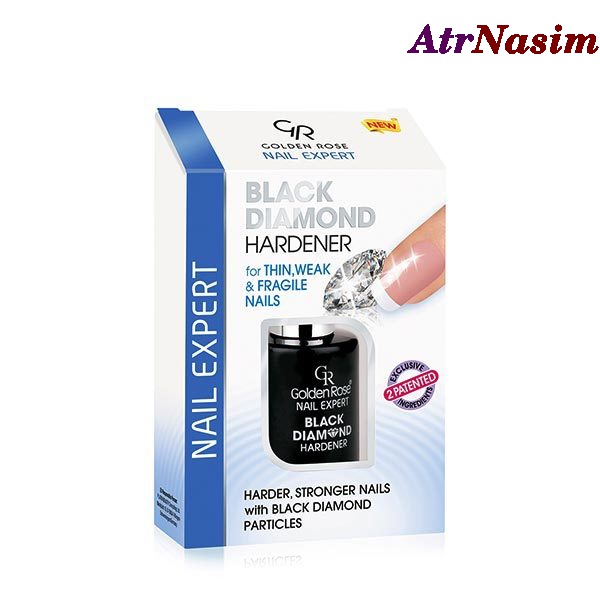 AtrNasim
NEW
GR
GOLDEN ROSE
NAIL EXPERT
BLACK
DIAMOND
HARDENER
for THIN, WEAK
& FRAGILE
NAILS
NAIL EXPERT
GR
Golden Rose®
NAIL EXPERT
BLACK
DIAMOND
HARDENER
EXCLUSIVE
2 PATENTED
INGREDIENTS
HARDER, STRONGER NAILS
with BLACK DIAMOND
PARTICLES